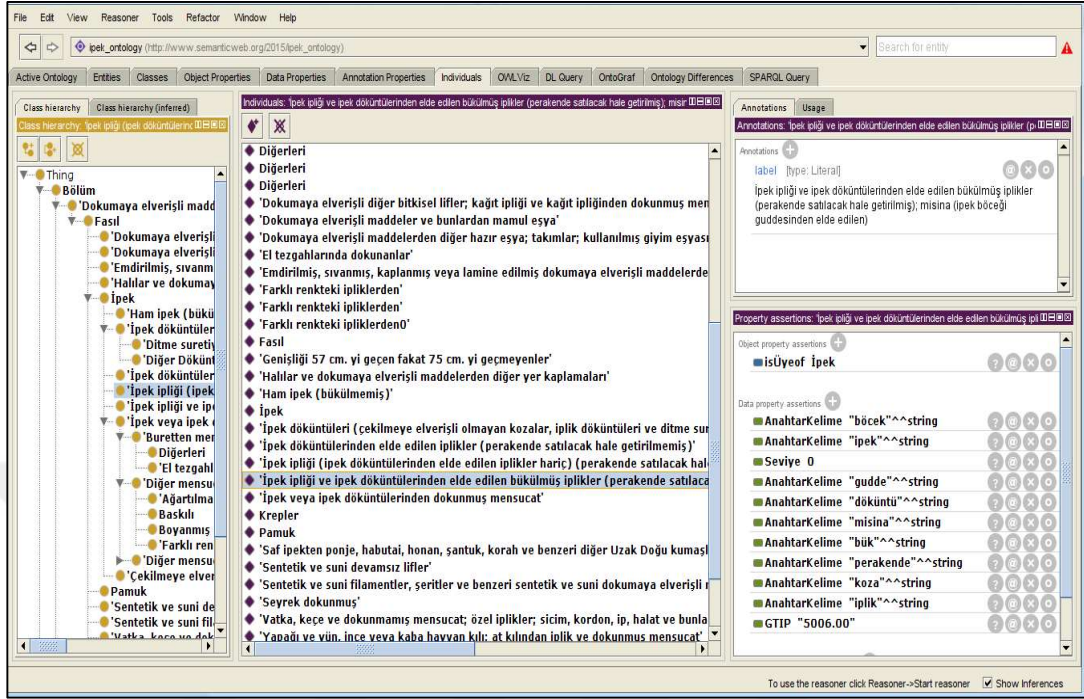 File Edit View Reasoner Tools Refactor Window Help
ipek_ontology (http://www.semanticweb.org/2015/ipek_ontology)
Search for entity
Active Ontology Entities Classes Object Properties Data Properties Annotation Properties Individuals OWLViz DL Query OntoGraf Ontology Differences SPARQL Query
Class hierarchy Class hierarchy (inferred)
Class hierarchy: 'İpek ipliği (ipek döküntülerinc
Thing
Bölüm
'Dokumaya elverişli madd
Fasıl
'Dokumaya elverişli
'Dokumaya elverişli
'Emdirilmiş, sıvanm
'Halılar ve dokumay
İpek
'Ham ipek (bükü
'İpek döküntüler
'Ditme suretiy
'Diğer Dökünt
'İpek döküntüler
'İpek ipliği (ipek
'İpek ipliği ve ipe
'İpek veya ipek d
'Buretten men
Diğerleri
'El tezgahl
'Diğer mensu
'Ağartılma
Baskılı
Boyanmış
'Farklı ren
'Diğer mensu
'Çekilmeye elver
Pamuk
'Sentetik ve suni de
'Sentetik ve suni fil
'Vatka, keçe ve dok
Individuals: 'İpek ipliği ve ipek döküntülerinden elde edilen bükülmüş iplikler (perakende satılacak hale getirilmiş); misir
Diğerleri
Diğerleri
Diğerleri
'Dokumaya elverişli diğer bitkisel lifler; kağıt ipliği ve kağıt ipliğinden dokunmuş men
'Dokumaya elverişli maddeler ve bunlardan mamul eşya'
'Dokumaya elverişli maddelerden diğer hazır eşya; takımlar; kullanılmış giyim eşyası
'El tezgahlarında dokunanlar'
'Emdirilmiş, sıvanmış, kaplanmış veya lamine edilmiş dokumaya elverişli maddelerde
'Farklı renkteki ipliklerden'
'Farklı renkteki ipliklerden'
'Farklı renkteki ipliklerden0'
Fasıl
'Genişliği 57 cm. yi geçen fakat 75 cm. yi geçmeyenler'
'Halılar ve dokumaya elverişli maddelerden diğer yer kaplamaları'
'Ham ipek (bükülmemiş)'
İpek
'İpek döküntüleri (çekilmeye elverişli olmayan kozalar, iplik döküntüleri ve ditme sur
'İpek döküntülerinden elde edilen iplikler (perakende satılacak hale getirilmemiş)'
'İpek ipliği (ipek döküntülerinden elde edilen iplikler hariç) (perakende satılacak hal
'İpek ipliği ve ipek döküntülerinden elde edilen bükülmüş iplikler (perakende satılaca
'İpek veya ipek döküntülerinden dokunmuş mensucat'
Krepler
Pamuk
'Saf ipekten ponje, habutai, honan, şantuk, korah ve benzeri diğer Uzak Doğu kumaşl
'Sentetik ve suni devamsız lifler'
'Sentetik ve suni filamentler, şeritler ve benzeri sentetik ve suni dokumaya elverişli r
'Seyrek dokunmuş'
'Vatka, keçe ve dokunmamış mensucat; özel iplikler; sicim, kordon, ip, halat ve bunla
'Yapağı ve yün, ince veya kaba hayvan kılı; at kılından iplik ve dokunmuş mensucat'
Annotations Usage
Annotations: 'İpek ipliği ve ipek döküntülerinden elde edilen bükülmüş iplikler (p
Annotations
label [type: Literal]
İpek ipliği ve ipek döküntülerinden elde edilen bükülmüş iplikler
(perakende satılacak hale getirilmiş); misina (ipek böceği
guddesinden elde edilen)
Property assertions: 'İpek ipliği ve ipek döküntülerinden elde edilen bükülmüş ipli
Object property assertions
isÜyeof İpek
Data property assertions
AnahtarKelime "böcek"^^string
AnahtarKelime "ipek"^^string
Seviye 0
AnahtarKelime "gudde"^^string
AnahtarKelime "döküntü"^^string
AnahtarKelime "misina"^^string
AnahtarKelime "bük"^^string
AnahtarKelime "perakende"^^string
AnahtarKelime "koza"^^string
AnahtarKelime "iplik"^^string
GTIP "5006.00"
To use the reasoner click Reasoner->Start reasoner Show Inferences